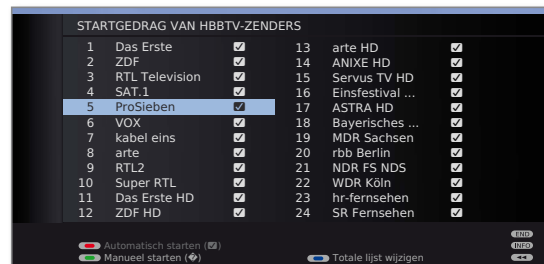 STARTGEDRAG VAN HBBTV-ZENDERS
1 Das Erste
2 ZDF
3 RTL Television
4 SAT.1
5 ProSieben
6 VOX
7 kabel eins
8 arte
9 RTL2
10 Super RTL
11 Das Erste HD
12 ZDF HD
13 arte HD
14 ANIXE HD
15 Servus TV HD
16 Einsfestival ...
17 ASTRA HD
18 Bayerisches ...
19 MDR Sachsen
20 rbb Berlin
21 NDR FS NDS
22 WDR Köln
23 hr-fernsehen
24 SR Fernsehen
Automatisch starten (☑)
Manueel starten (�)
Totale lijst wijzigen
END
INFO